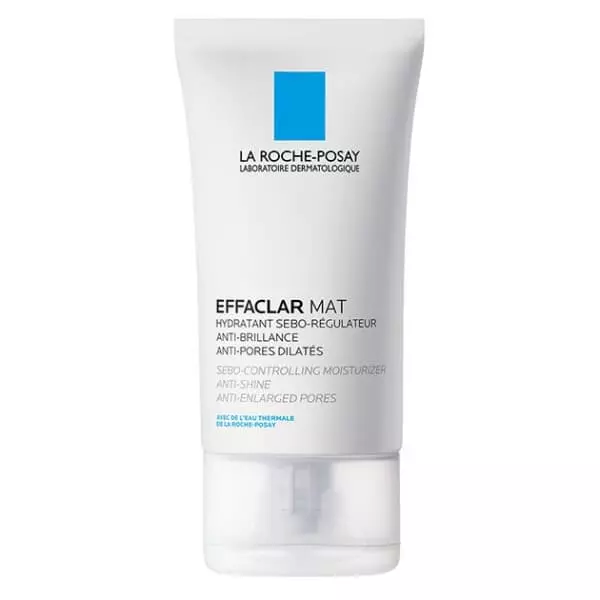 LA ROCHE-POSAY
LABORATOIRE DERMATOLOGIQUE
EFFACLAR MAT
HYDRATANT SEBO-RÉGULATEUR
ANTI-BRILLANCE
ANTI-PORES DILATÉS
SEBO-CONTROLLING MOISTURIZER
ANTI-SHINE
ANTI-ENLARGED PORES
AVEC DE L'EAU THERMALE
DE LA ROCHE-POSAY